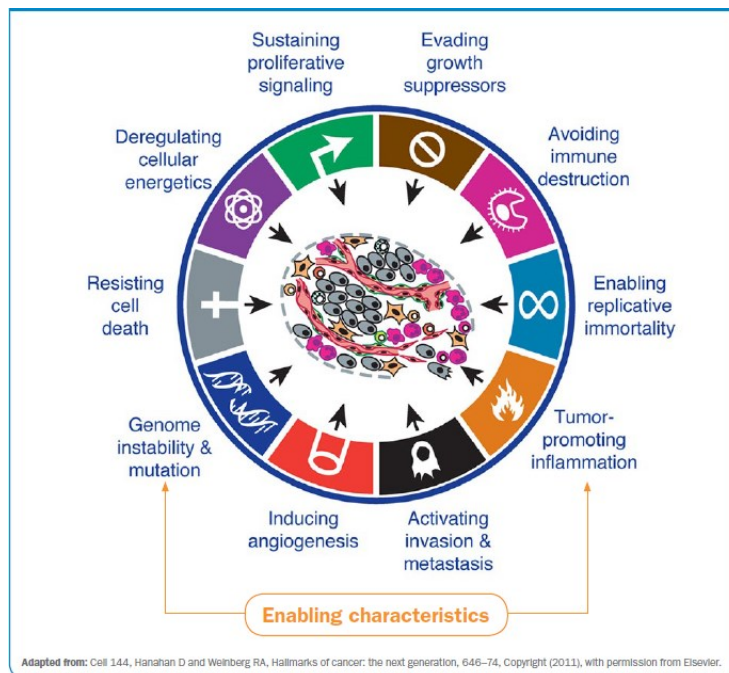 Sustaining
proliferative
signaling
Evading
growth
suppressors
Deregulating
cellular
energetics
Avoiding
immune
destruction
Resisting
cell
death
Enabling
replicative
immortality
Genome
instability &
mutation
Tumor-
promoting
inflammation
Inducing
angiogenesis
Activating
invasion &
metastasis
Enabling characteristics
Adapted from: Cell 144, Hanahan D and Weinberg RA, Hallmarks of cancer: the next generation, 646–74, Copyright (2011), with permission from Elsevier.